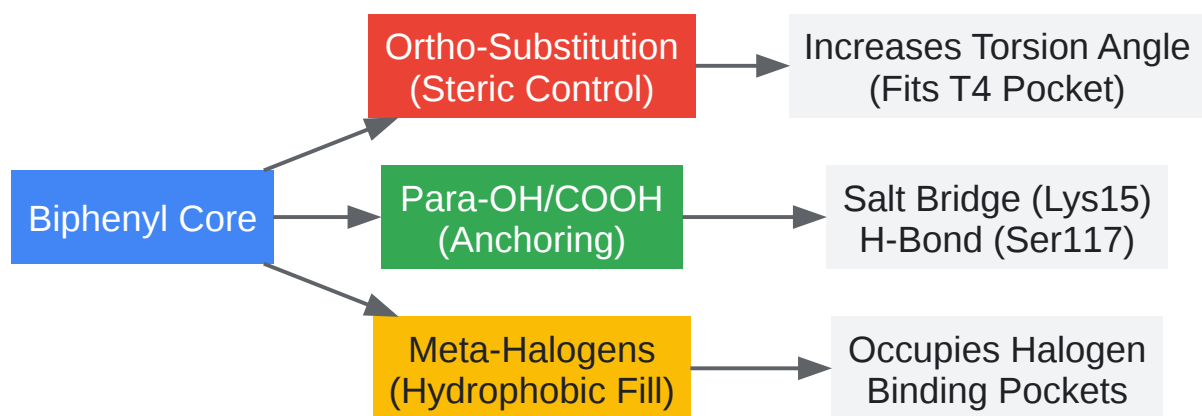 Biphenyl Core
Ortho-Substitution
(Steric Control)
Increases Torsion Angle
(Fits T4 Pocket)
Para-OH/COOH
(Anchoring)
Salt Bridge (Lys15)
H-Bond (Ser117)
Meta-Halogens
(Hydrophobic Fill)
Occupies Halogen
Binding Pockets